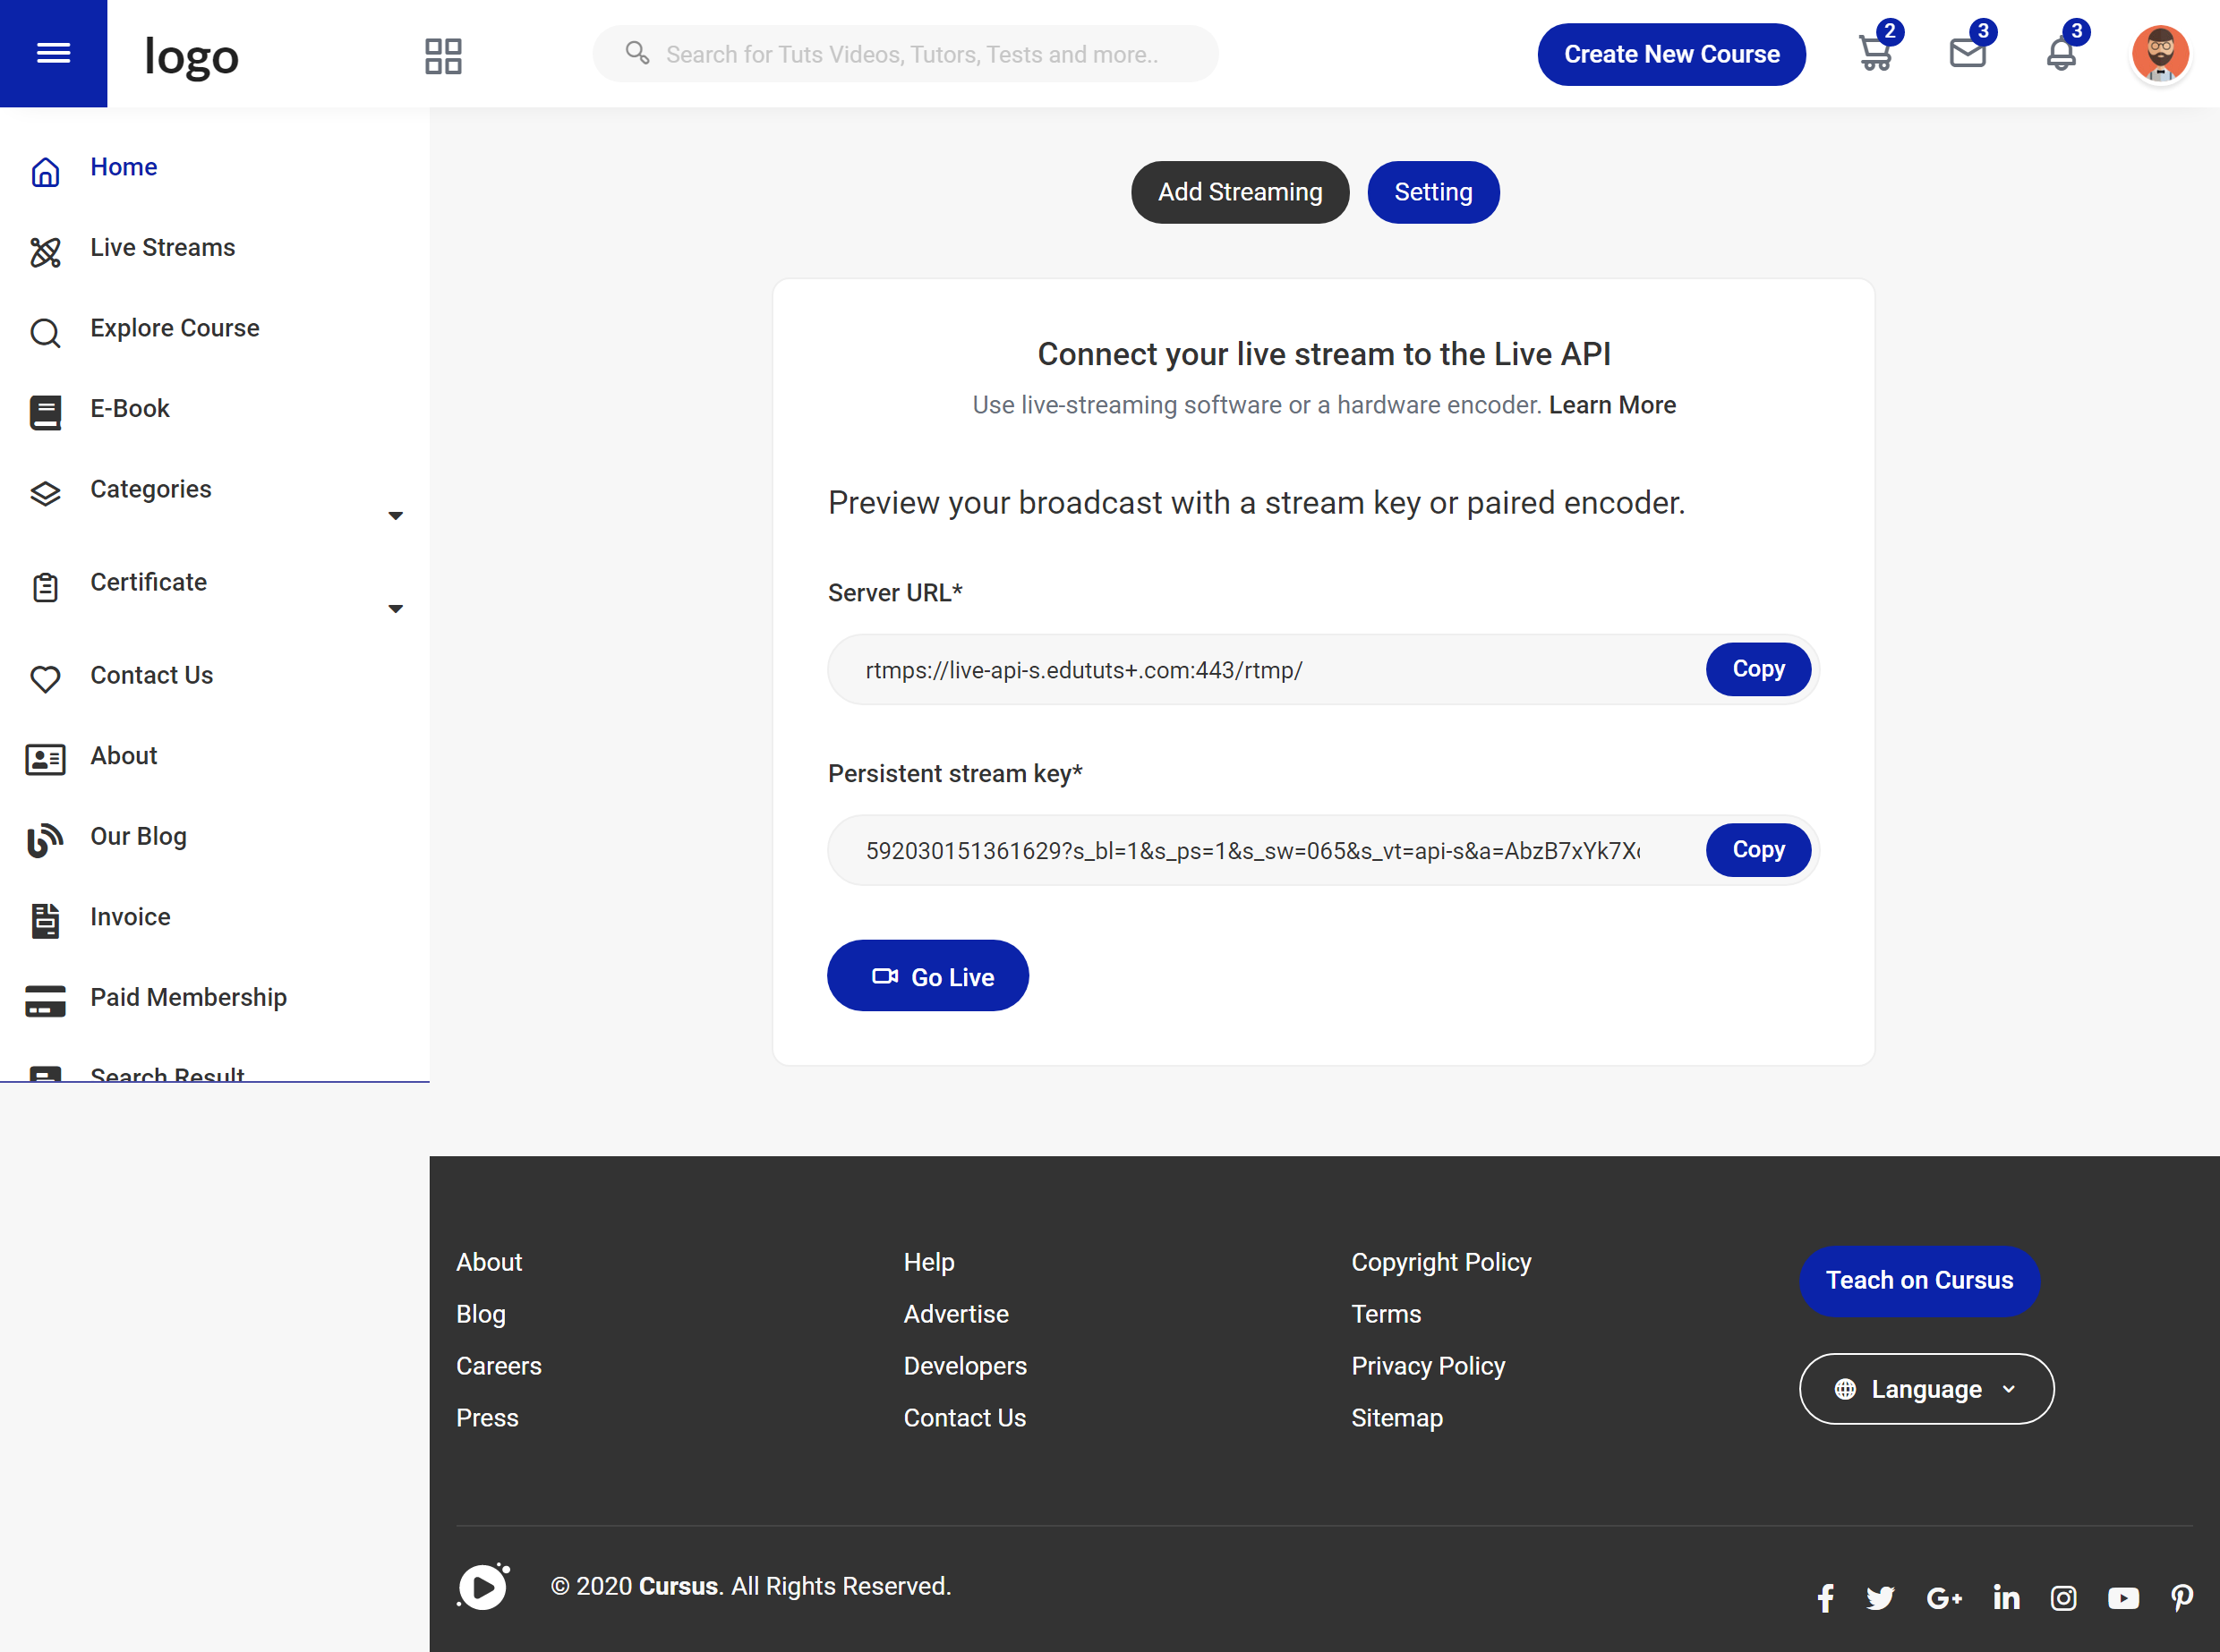 logo
Search for Tuts Videos, Tutors, Tests and more..
Create New Course
2
3
3
Home
Live Streams
Explore Course
E-Book
Categories
Certificate
Contact Us
About
Our Blog
Invoice
Paid Membership
Search Result
Add Streaming
Setting
Connect your live stream to the Live API
Use live-streaming software or a hardware encoder. Learn More
Preview your broadcast with a stream key or paired encoder.
Server URL*
rtmps://live-api-s.edututs+.com:443/rtmp/
Copy
Persistent stream key*
592030151361629?s_bl=1&s_ps=1&s_sw=065&s_vt=api-s&a=AbzB7xYk7X
Copy
Go Live
About
Blog
Careers
Press
Help
Advertise
Developers
Contact Us
Copyright Policy
Terms
Privacy Policy
Sitemap
Teach on Cursus
Language
© 2020 Cursus. All Rights Reserved.